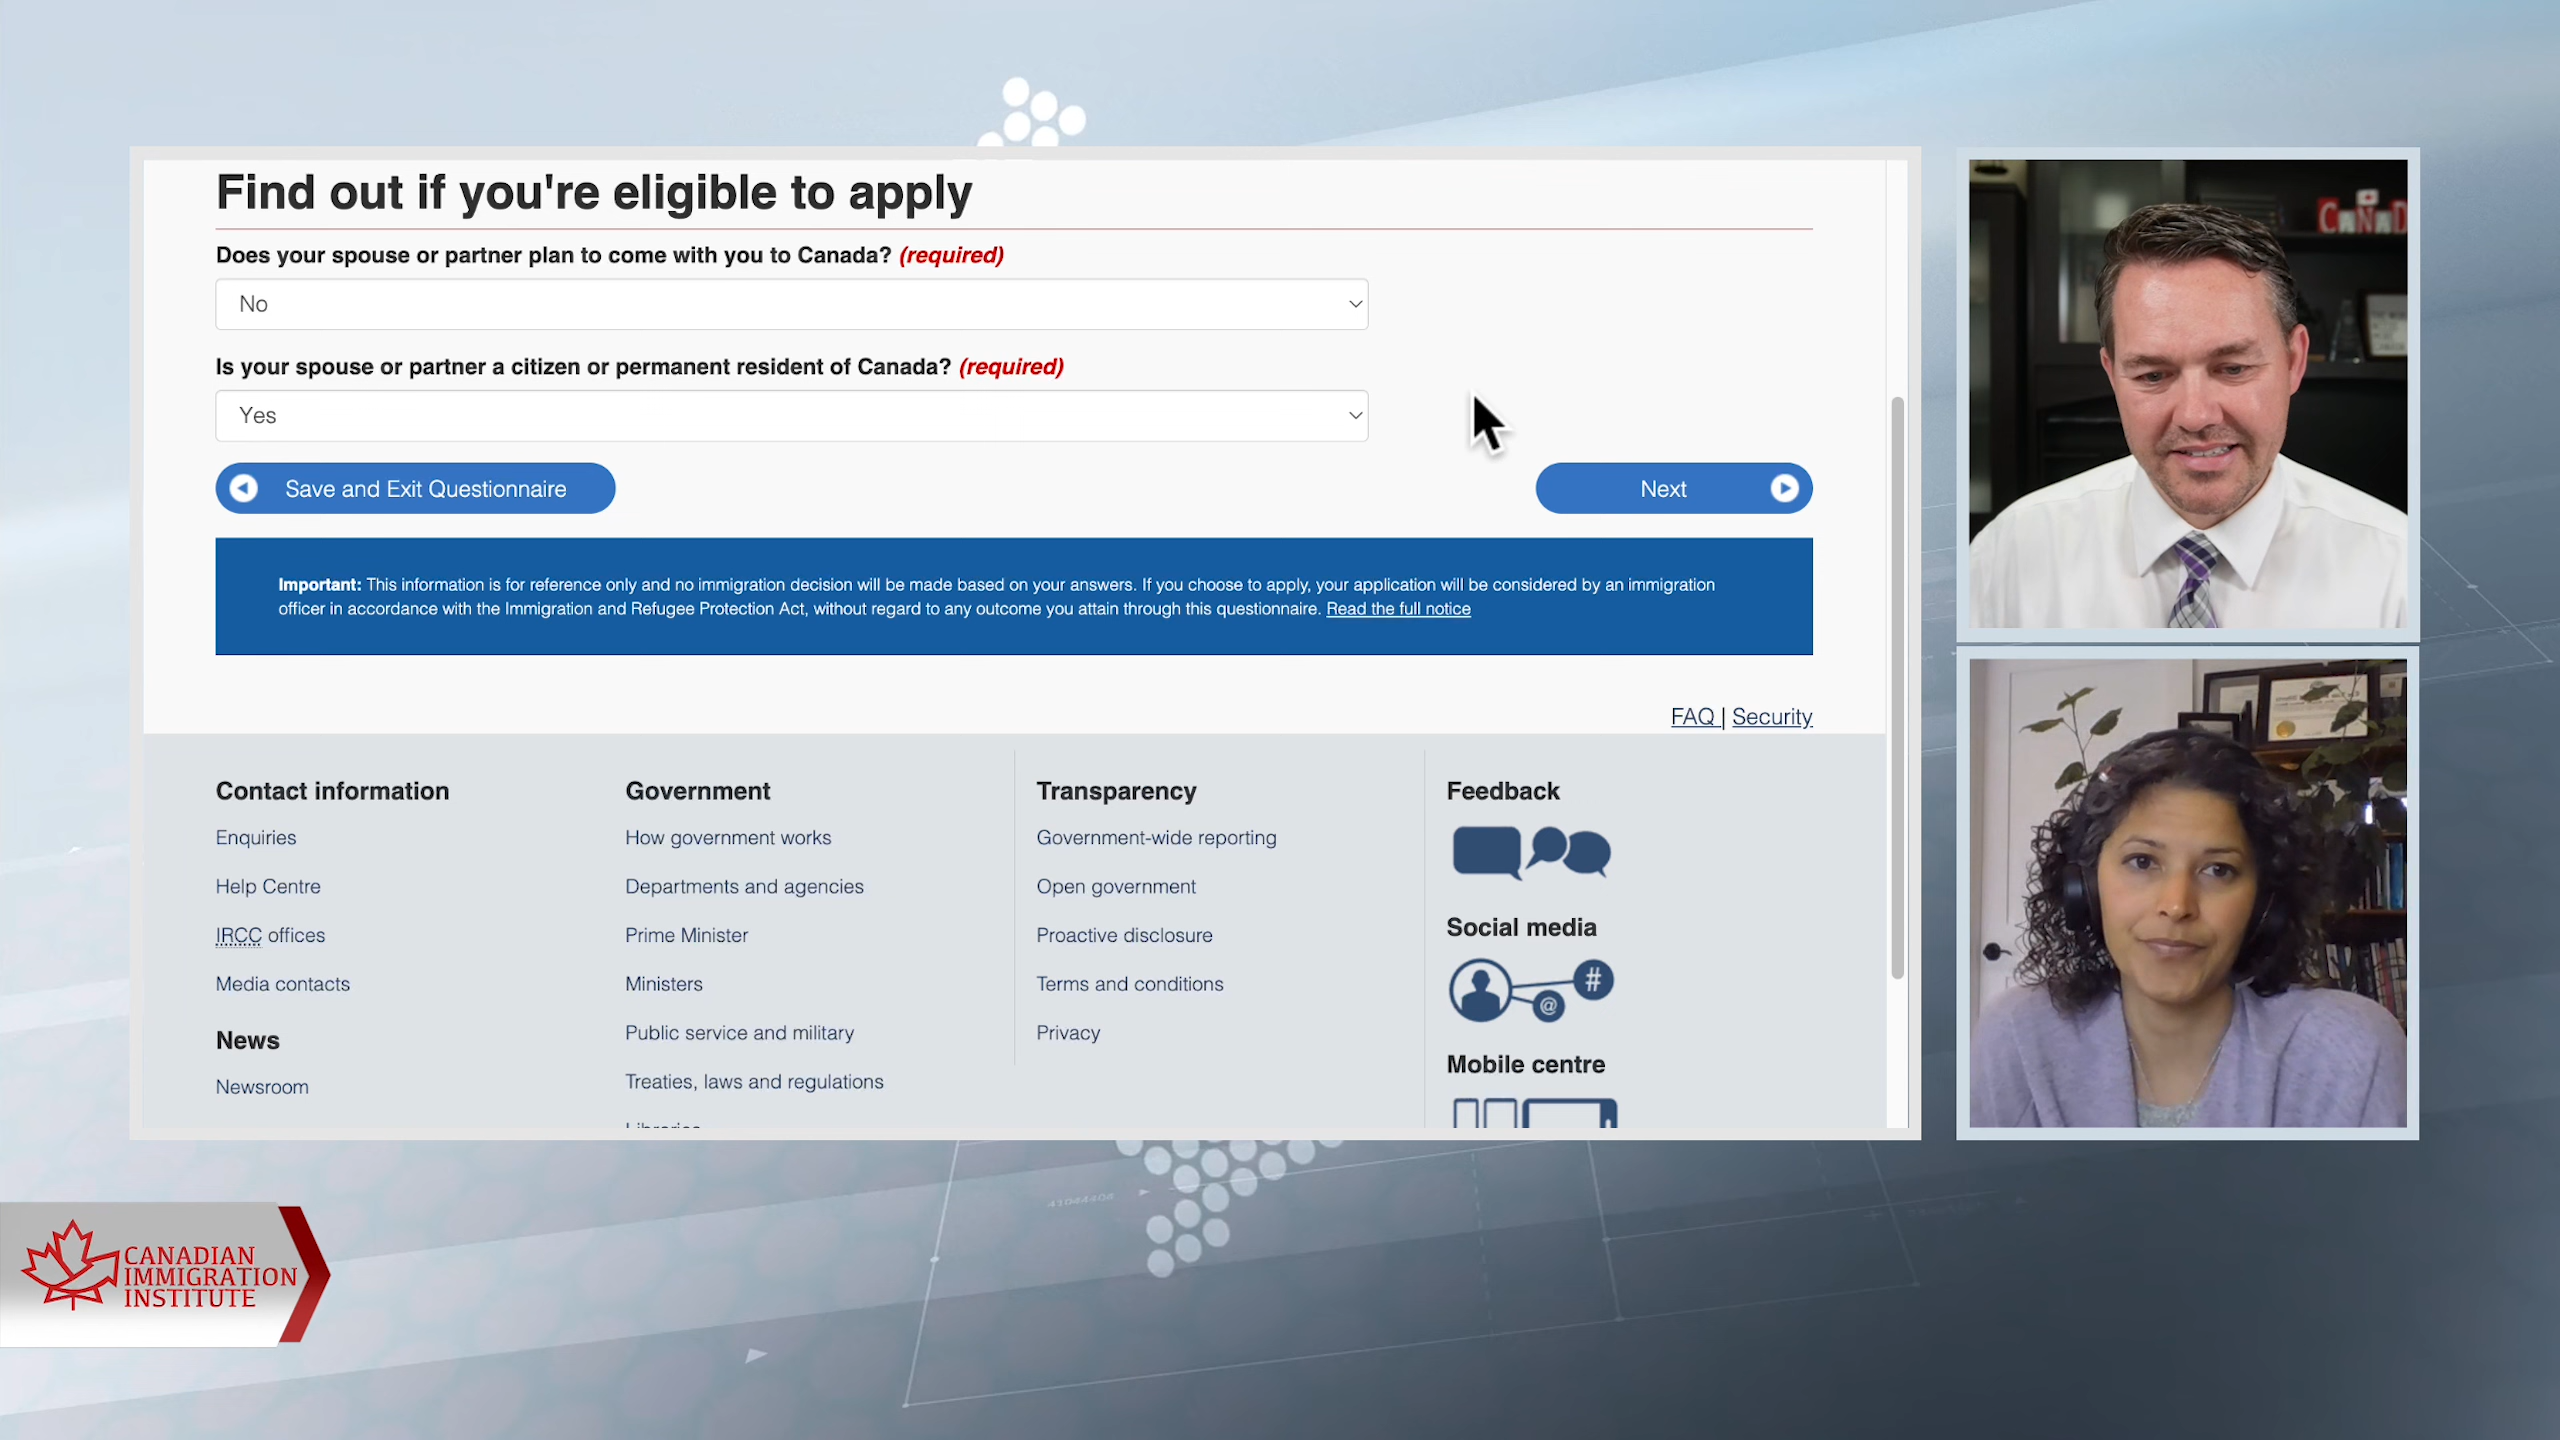 Find out if you're eligible to apply
Does your spouse or partner plan to come with you to Canada? (required)
No
Is your spouse or partner a citizen or permanent resident of Canada? (required)
Yes
Save and Exit Questionnaire
Next
Important: This information is for reference only and no immigration decision will be made based on your answers. If you choose to apply, your application will be considered by an immigration
officer in accordance with the Immigration and Refugee Protection Act, without regard to any outcome you attain through this questionnaire. Read the full notice
FAQ | Security
Contact information
Enquiries
Help Centre
IRCC offices
Media contacts
News
Newsroom
Government
How government works
Departments and agencies
Prime Minister
Ministers
Public service and military
Treaties, laws and regulations
Libraries
Transparency
Government-wide reporting
Open government
Proactive disclosure
Terms and conditions
Privacy
Feedback
Social media
#
@
Mobile centre
CANAD
CANADIAN
IMMIGRATION
INSTITUTE